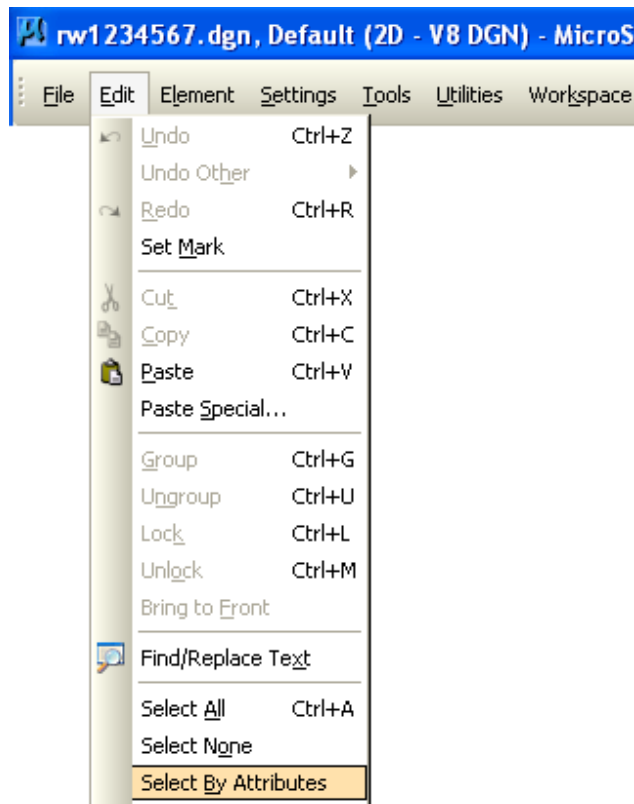 rw1234567.dgn, Default (2D - V8 DGN) - MicroS
File Edit Element Settings Tools Utilities Workspace
Undo Ctrl+Z
Undo Other
Redo Ctrl+R
Set Mark
Cut Ctrl+X
Copy Ctrl+C
Paste Ctrl+V
Paste Special...
Group Ctrl+G
Ungroup Ctrl+U
Lock Ctrl+L
Unlock Ctrl+M
Bring to Front
Find/Replace Text
Select All Ctrl+A
Select None
Select By Attributes